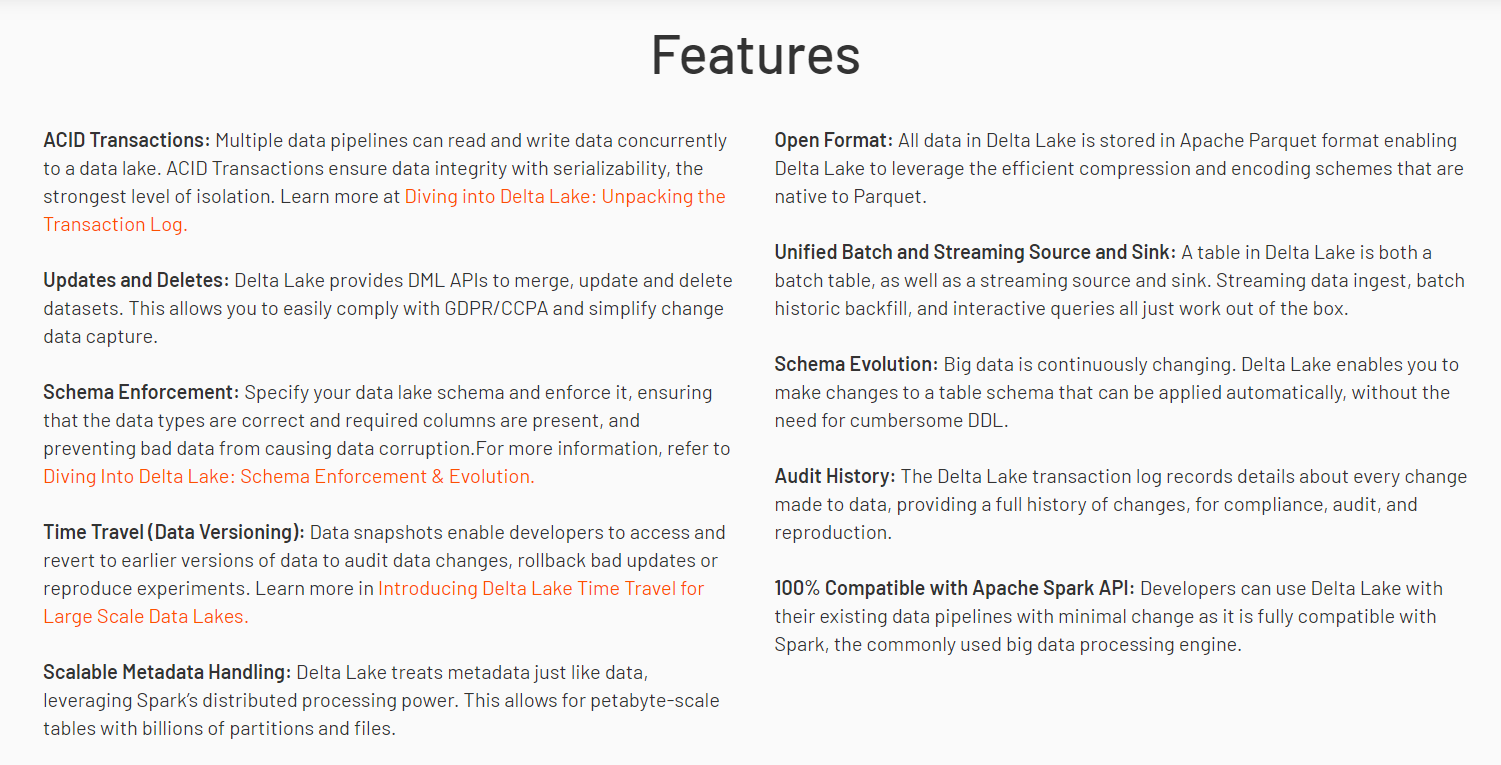 Features
ACID Transactions: Multiple data pipelines can read and write data concurrently
to a data lake. ACID Transactions ensure data integrity with serializability, the
strongest level of isolation. Learn more at Diving into Delta Lake: Unpacking the
Transaction Log.
Updates and Deletes: Delta Lake provides DML APIs to merge, update and delete
datasets. This allows you to easily comply with GDPR/CCPA and simplify change
data capture.
Schema Enforcement: Specify your data lake schema and enforce it, ensuring
that the data types are correct and required columns are present, and
preventing bad data from causing data corruption.For more information, refer to
Diving Into Delta Lake: Schema Enforcement & Evolution.
Time Travel (Data Versioning): Data snapshots enable developers to access and
revert to earlier versions of data to audit data changes, rollback bad updates or
reproduce experiments. Learn more in Introducing Delta Lake Time Travel for
Large Scale Data Lakes.
Scalable Metadata Handling: Delta Lake treats metadata just like data,
leveraging Spark's distributed processing power. This allows for petabyte-scale
tables with billions of partitions and files.
Open Format: All data in Delta Lake is stored in Apache Parquet format enabling
Delta Lake to leverage the efficient compression and encoding schemes that are
native to Parquet.
Unified Batch and Streaming Source and Sink: A table in Delta Lake is both a
batch table, as well as a streaming source and sink. Streaming data ingest, batch
historic backfill, and interactive queries all just work out of the box.
Schema Evolution: Big data is continuously changing. Delta Lake enables you to
make changes to a table schema that can be applied automatically, without the
need for cumbersome DDL.
Audit History: The Delta Lake transaction log records details about every change
made to data, providing a full history of changes, for compliance, audit, and
reproduction.
100% Compatible with Apache Spark API: Developers can use Delta Lake with
their existing data pipelines with minimal change as it is fully compatible with
Spark, the commonly used big data processing engine.